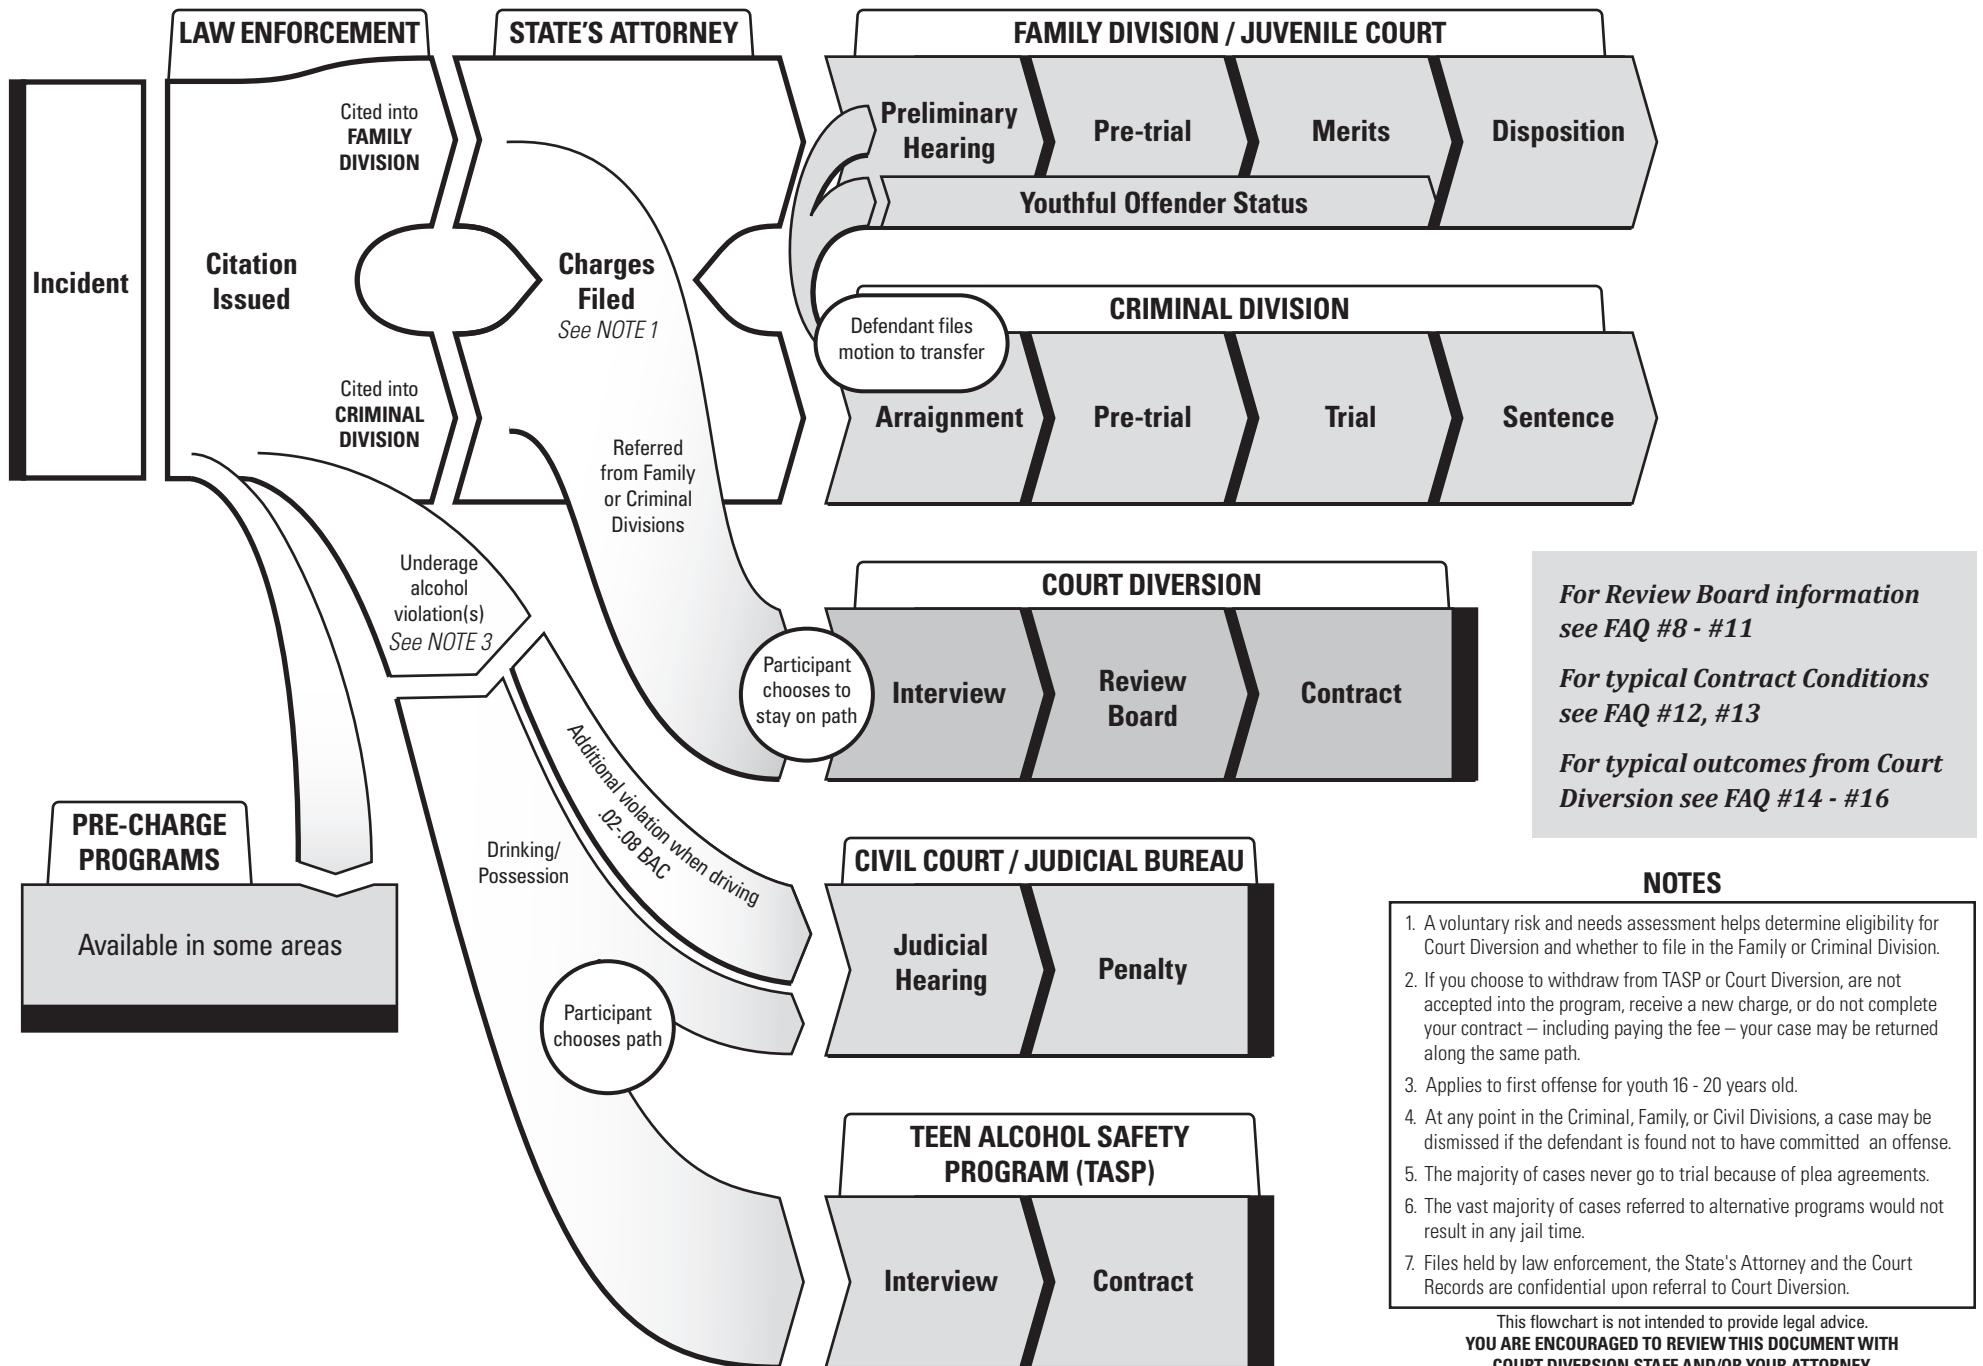 LAW ENFORCEMENT
STATE'S ATTORNEY
FAMILY DIVISION / JUVENILE COURT
Incident
Citation
Issued
Cited into
FAMILY
DIVISION
Cited into
CRIMINAL
DIVISION
Charges
Filed
See NOTE 1
Preliminary
Hearing
Pre-trial
Merits
Disposition
Youthful Offender Status
CRIMINAL DIVISION
Defendant files
motion to transfer
Arraignment
Pre-trial
Trial
Sentence
Referred
from Family
or Criminal
Divisions
Underage
alcohol
violation(s)
See NOTE 3
COURT DIVERSION
Participant
chooses to
stay on path
Interview
Review
Board
Contract
For Review Board information
see FAQ #8 - #11
For typical Contract Conditions
see FAQ #12, #13
For typical outcomes from Court
Diversion see FAQ #14 - #16
PRE-CHARGE
PROGRAMS
Available in some areas
Drinking/
Possession
Additional violation when driving
.02-.08 BAC
CIVIL COURT / JUDICIAL BUREAU
Judicial
Hearing
Penalty
Participant
chooses path
TEEN ALCOHOL SAFETY
PROGRAM (TASP)
Interview
Contract
NOTES
1. A voluntary risk and needs assessment helps determine eligibility for
Court Diversion and whether to file in the Family or Criminal Division.
2. If you choose to withdraw from TASP or Court Diversion, are not
accepted into the program, receive a new charge, or do not complete
your contract – including paying the fee – your case may be returned
along the same path.
3. Applies to first offense for youth 16 - 20 years old.
4. At any point in the Criminal, Family, or Civil Divisions, a case may be
dismissed if the defendant is found not to have committed an offense.
5. The majority of cases never go to trial because of plea agreements.
6. The vast majority of cases referred to alternative programs would not
result in any jail time.
7. Files held by law enforcement, the State's Attorney and the Court
Records are confidential upon referral to Court Diversion.
This flowchart is not intended to provide legal advice.
YOU ARE ENCOURAGED TO REVIEW THIS DOCUMENT WITH
COURT DIVERSION STAFF AND/OR YOUR ATTORNEY